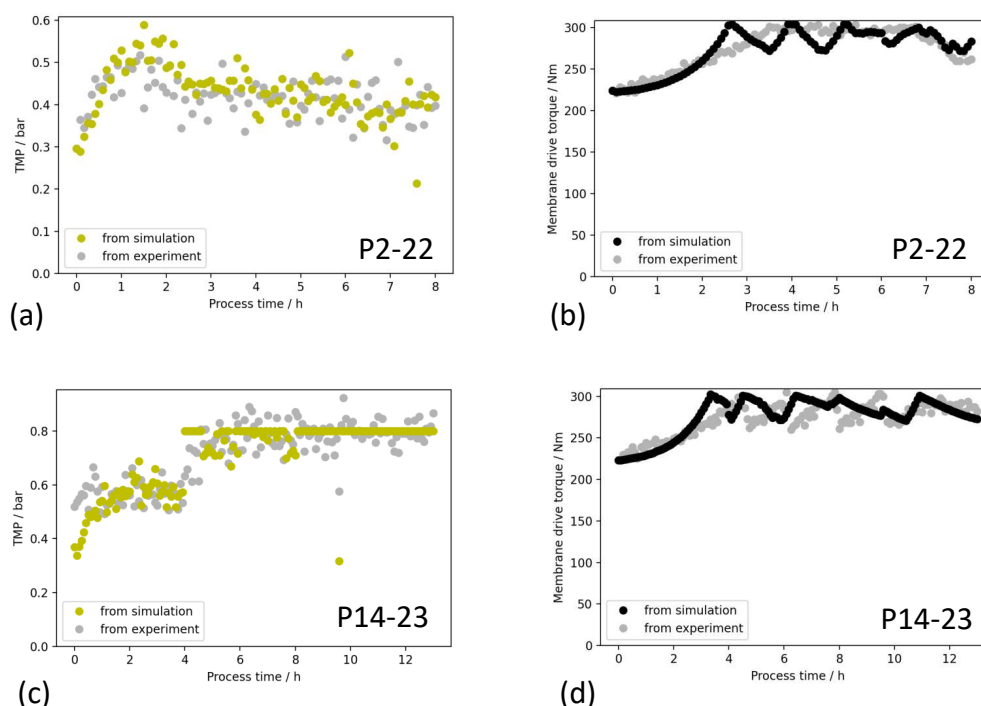 0.6
0.5
0.4
0.3
0.2
0.1
0.0
TMP / bar
from simulation
from experiment
P2-22
0 1 2 3 4 5 6 7 8
Process time / h
(a)
300
250
200
150
100
50
0
Membrane drive torque / Nm
from simulation
from experiment
P2-22
0 1 2 3 4 5 6 7 8
Process time / h
(b)
0.8
0.6
0.4
0.2
0.0
TMP / bar
from simulation
from experiment
P14-23
0 2 4 6 8 10 12
Process time / h
(c)
300
250
200
150
100
50
0
Membrane drive torque / Nm
from simulation
from experiment
P14-23
0 2 4 6 8 10 12
Process time / h
(d)